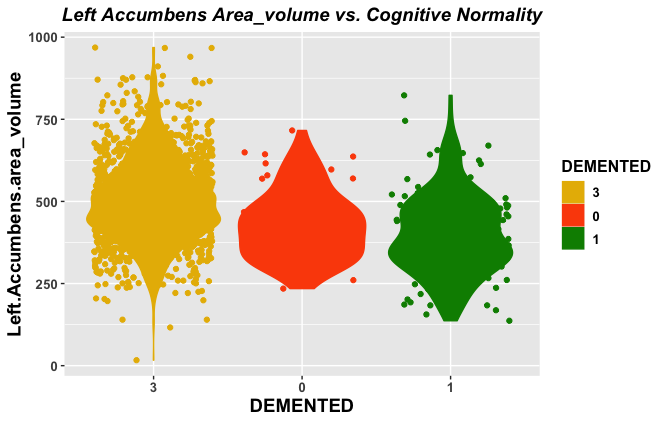 Left Accumbens Area_volume vs. Cognitive Normality
Left.Accumbens.area_volume
1000
750
500
250
0
3
0
1
DEMENTED
DEMENTED
3
0
1